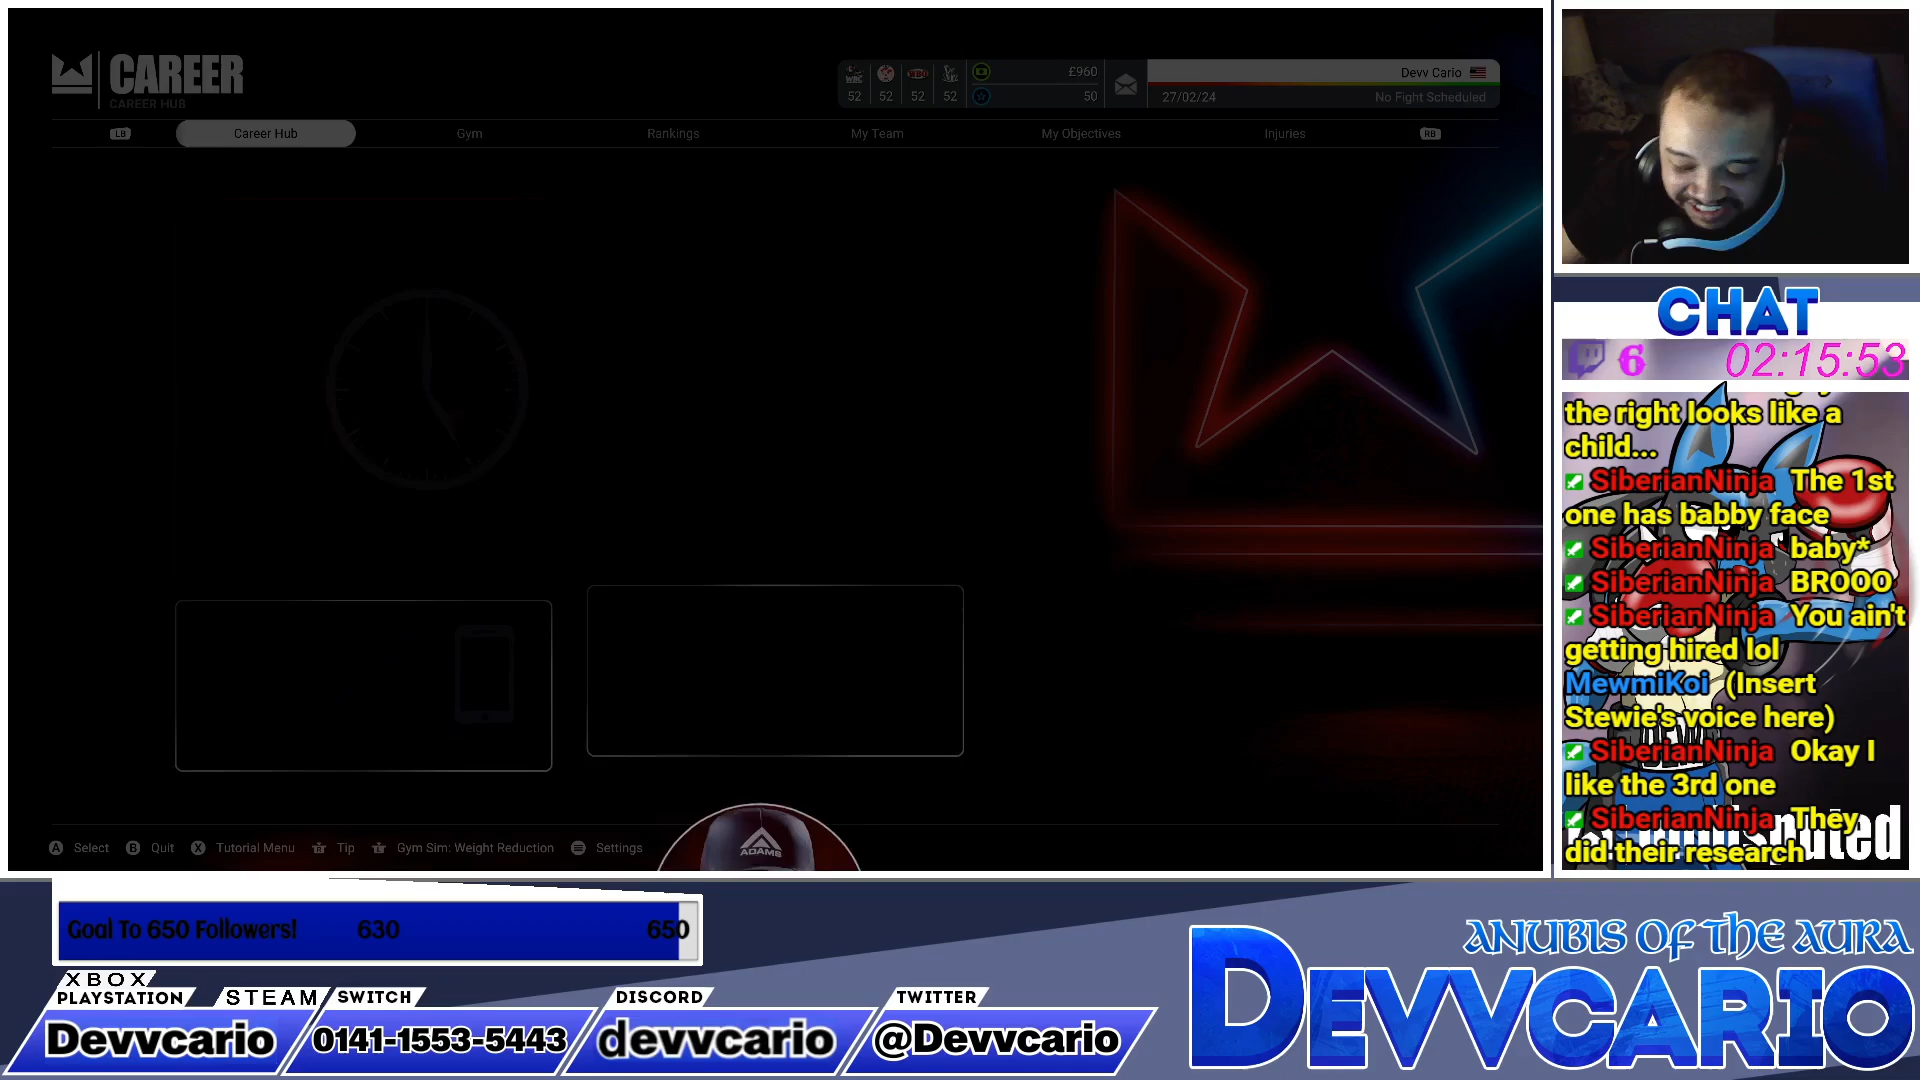 CAREER
CAREER HUB
WBO
£960
Devv Cario
52 52 52 52
50
27/02/24
No Fight Scheduled
LB
Career Hub
Gym
Rankings
My Team
My Objectives
Injuries
RB
ADAMS
A Select
B Quit
X Tutorial Menu
Tip
Gym Sim: Weight Reduction
Settings
CHAT
6
02:15:53
the right looks like a
child...
SiberianNinja The 1st
one has babby face
SiberianNinja baby*
SiberianNinja BROOO
SiberianNinja You ain't
getting hired lol
MewmiKoi (Insert
Stewie's voice here)
SiberianNinja Okay I
like the 3rd one
SiberianNinja They
did their research
Goal To 650 Followers!
630
650
XBOX
PLAYSTATION
STEAM
SWITCH
DISCORD
TWITTER
Devvcario
0141-1553-5443
devvcario
@Devvcario
ANUBIS OF THE AURA
DEVVCARIO